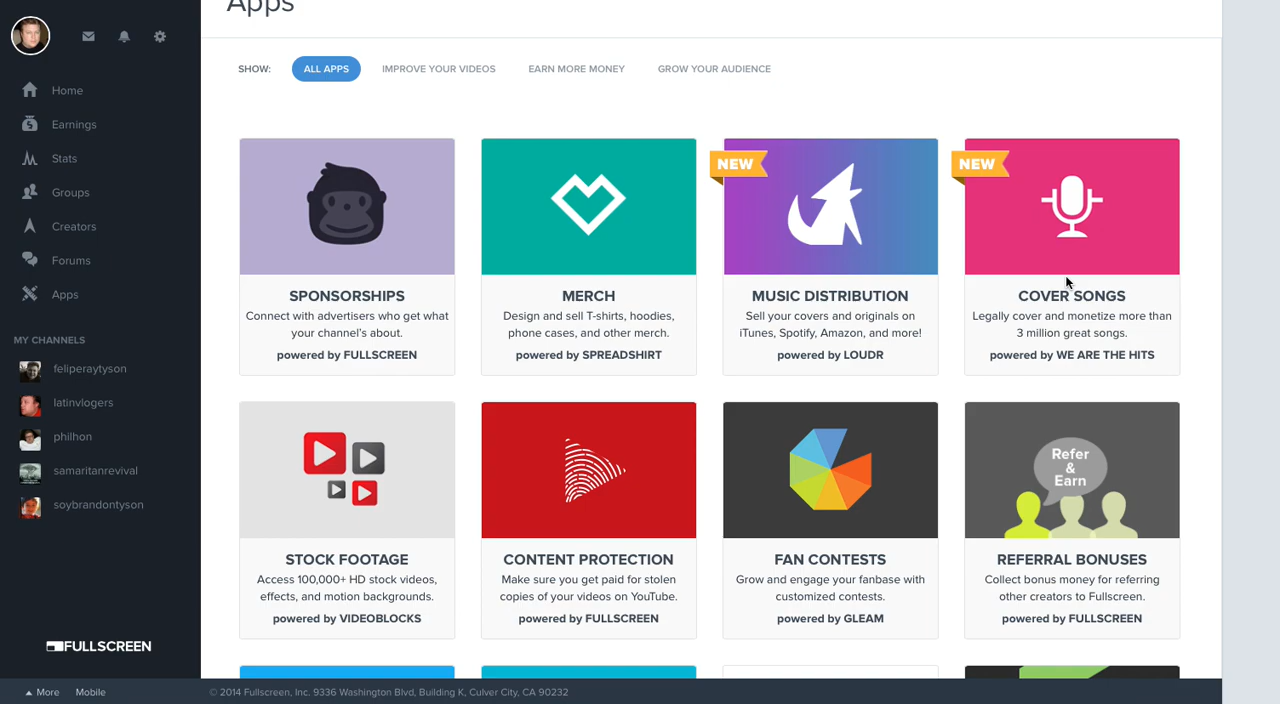 Apps
Home
Earnings
Stats
Groups
Creators
Forums
Apps
MY CHANNELS
feliperaytyson
latinvlogers
philhon
samaritanrevival
soybrandontyson
FULLSCREEN
SHOW: ALL APPS IMPROVE YOUR VIDEOS EARN MORE MONEY GROW YOUR AUDIENCE
SPONSORSHIPS
Connect with advertisers who get what
your channel's about.
powered by FULLSCREEN
MERCH
Design and sell T-shirts, hoodies,
phone cases, and other merch.
powered by SPREADSHIRT
NEW
MUSIC DISTRIBUTION
Sell your covers and originals on
iTunes, Spotify, Amazon, and more!
powered by LOUDR
NEW
COVER SONGS
Legally cover and monetize more than
3 million great songs.
powered by WE ARE THE HITS
STOCK FOOTAGE
Access 100,000+ HD stock videos,
effects, and motion backgrounds.
powered by VIDEOBLOCKS
CONTENT PROTECTION
Make sure you get paid for stolen
copies of your videos on YouTube.
powered by FULLSCREEN
FAN CONTESTS
Grow and engage your fanbase with
customized contests.
powered by GLEAM
Refer
&
Earn
REFERRAL BONUSES
Collect bonus money for referring
other creators to Fullscreen.
powered by FULLSCREEN
More Mobile © 2014 Fullscreen, Inc. 9336 Washington Blvd, Building K, Culver City, CA 90232